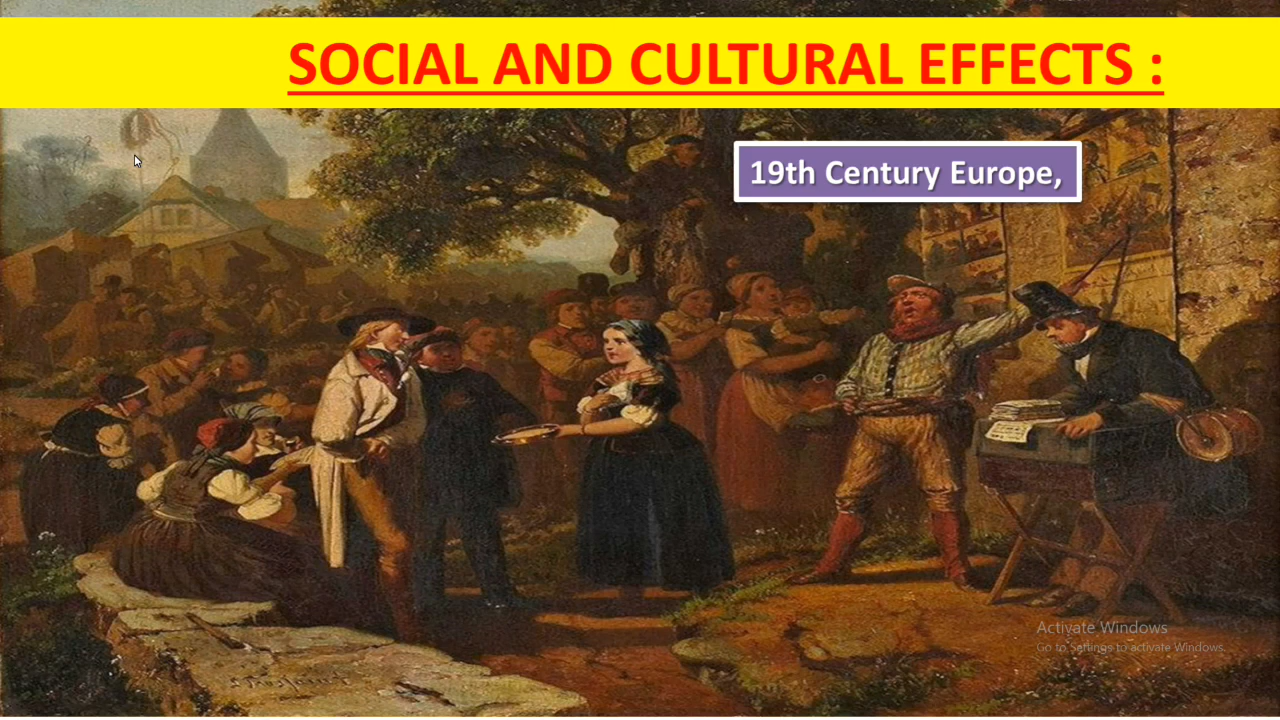 SOCIAL AND CULTURAL EFFECTS :
19th Century Europe,
Activate Windows
Go to Settings to activate Windows.